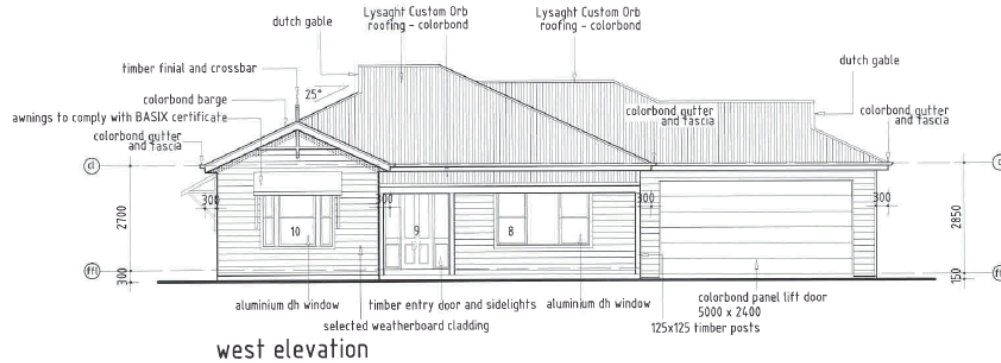 Lysaght Custom Orb
roofing - colorbond
Lysaght Custom Orb
roofing - colorbond
dutch gable
dutch gable
timber finial and crossbar
25°
colorbond barge
awnings to comply with BASIX certificate
colorbond gutter
and fascia
colorbond gutter
and fascia
colorbond gutter
and fascia
cl
300
300
300
300
2700
2850
10
9
8
ffl
300
150
aluminium dh window
timber entry door and sidelights
aluminium dh window
colorbond panel lift door
5000 x 2400
selected weatherboard cladding
125x125 timber posts
west elevation